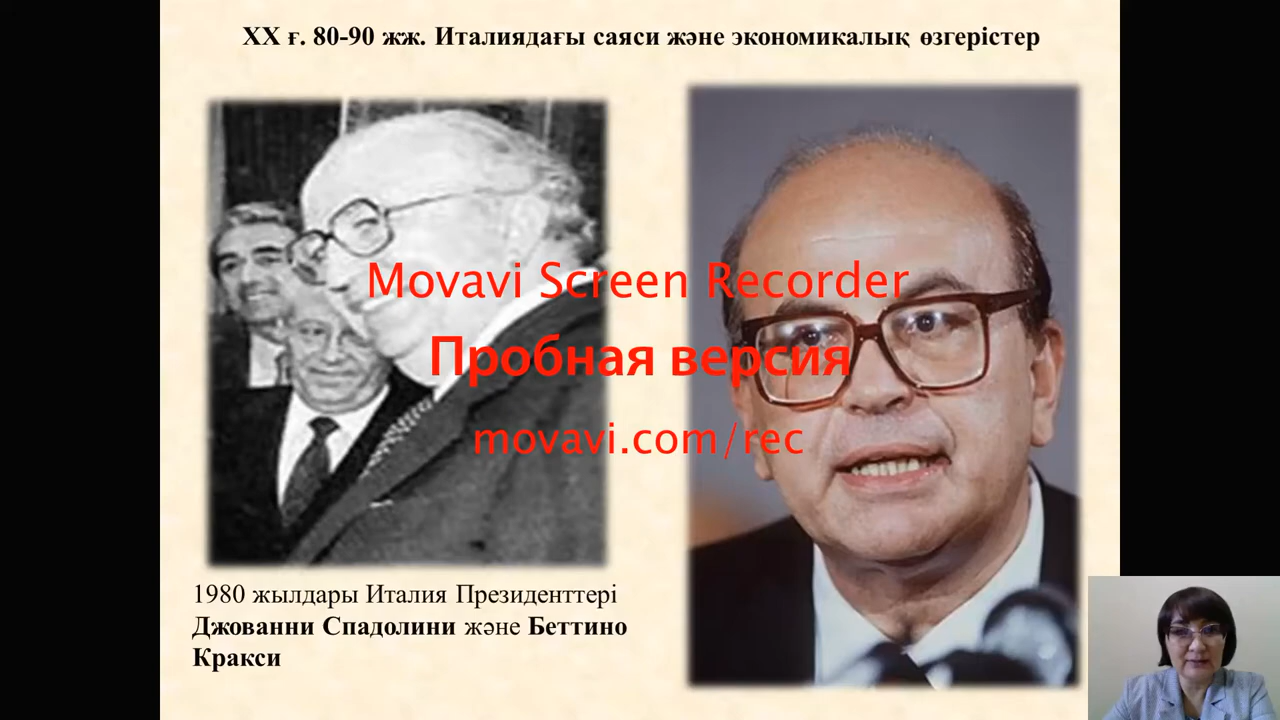 XX ғ. 80-90 жж. Италиядағы саяси және экономикалық өзгерістер
Movavi Screen Recorder
Пробная версия
movavi.com/rec
1980 жылдары Италия Президенттері
Джованни Спадолини және Беттино
Кракси